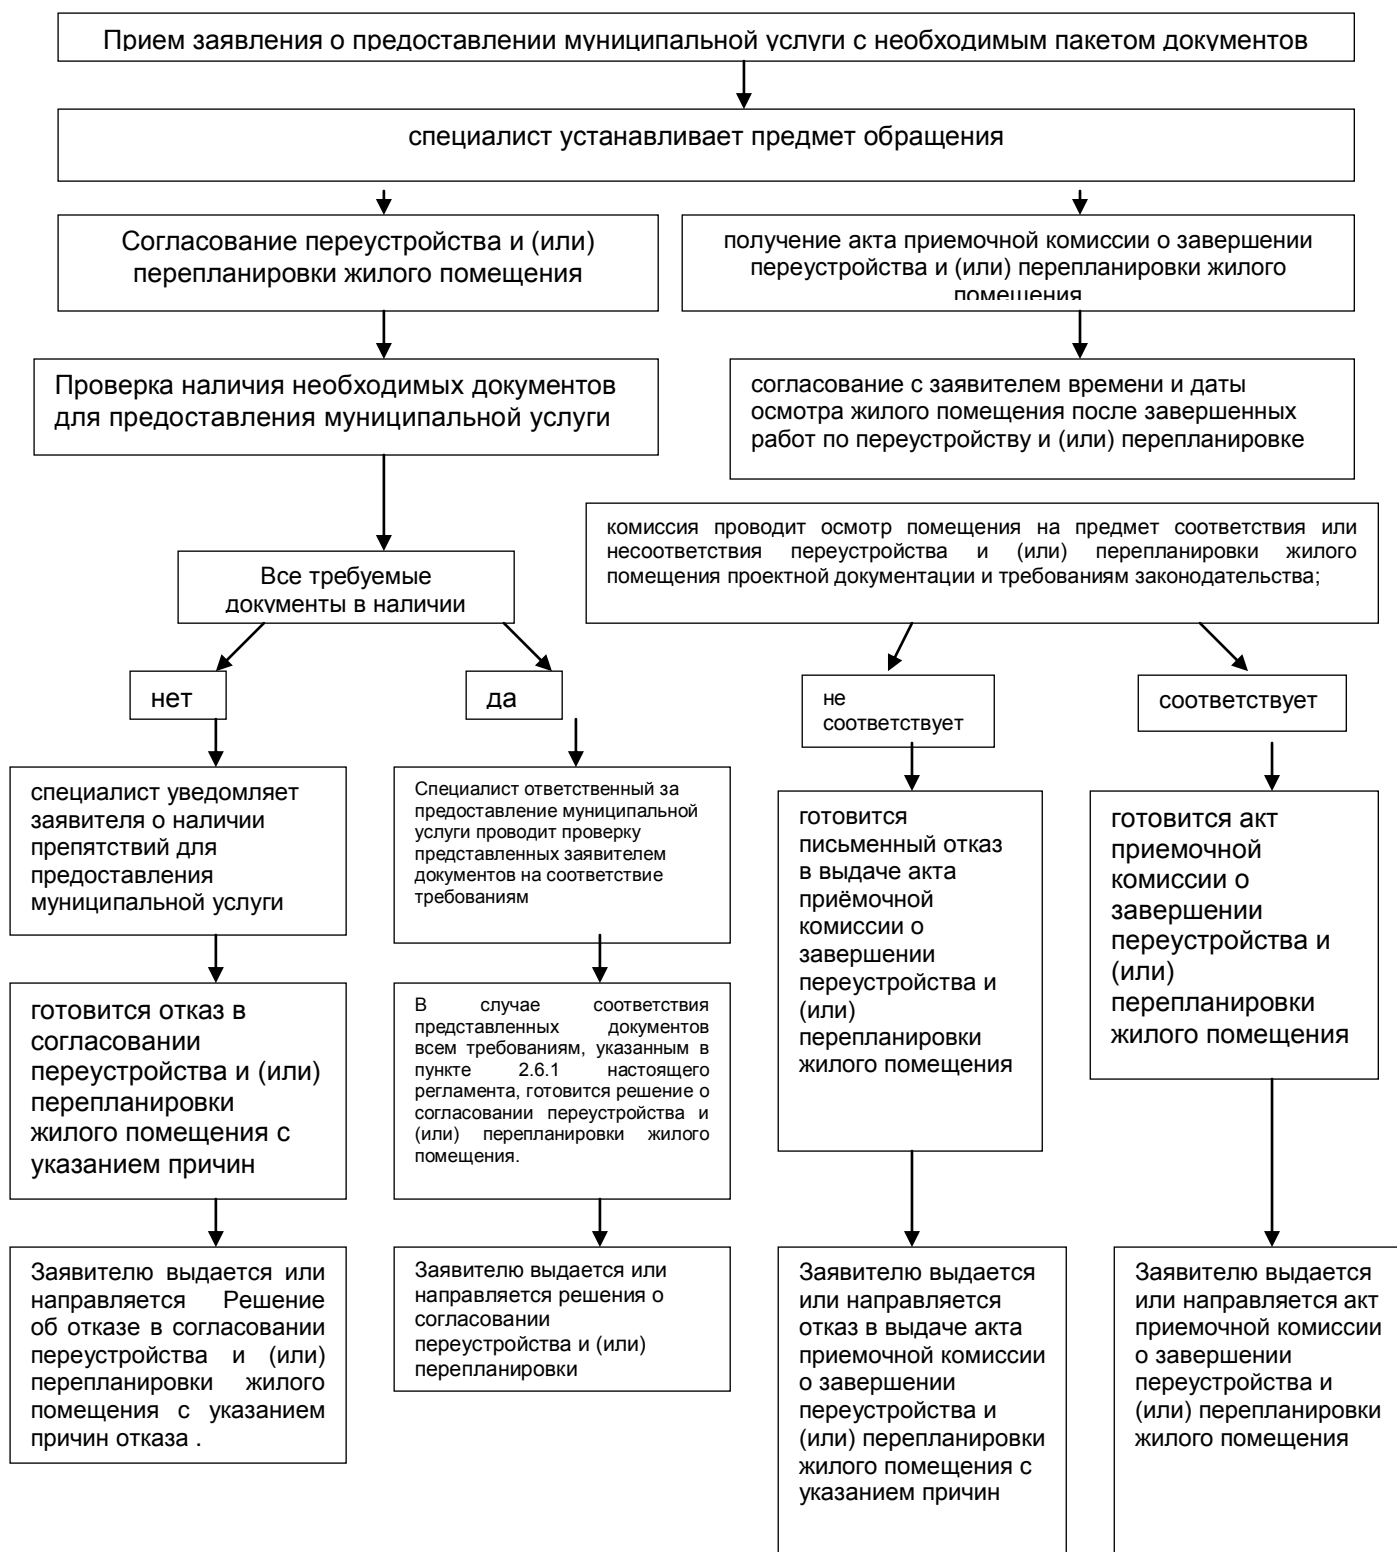 Прием заявления о предоставлении муниципальной услуги с необходимым пакетом документов
специалист устанавливает предмет обращения
Согласование переустройства и (или)
перепланировки жилого помещения
получение акта приемочной комиссии о завершении
переустройства и (или) перепланировки жилого
помещения
Проверка наличия необходимых документов
для предоставления муниципальной услуги
согласование с заявителем времени и даты
осмотра жилого помещения после завершенных
работ по переустройству и (или) перепланировке
комиссия проводит осмотр помещения на предмет соответствия или
несоответствия переустройства и (или) перепланировки жилого
помещения проектной документации и требованиям законодательства;
Все требуемые
документы в наличии
нет
да
не
соответствует
соответствует
специалист уведомляет
заявителя о наличии
препятствий для
предоставления
муниципальной услуги
Специалист ответственный за
предоставление муниципальной
услуги проводит проверку
представленных заявителем
документов на соответствие
требованиям
готовится
письменный отказ
в выдаче акта
приёмочной
комиссии о
завершении
переустройства и
(или)
перепланировки
жилого помещения
готовится акт
приемочной
комиссии о
завершении
переустройства и
(или)
перепланировки
жилого помещения
готовится отказ в
согласовании
переустройства и (или)
перепланировки
жилого помещения с
указанием причин
В случае соответствия
представленных документов
всем требованиям, указанным в
пункте 2.6.1 настоящего
регламента, готовится решение о
согласовании переустройства и
(или) перепланировки жилого
помещения.
Заявителю выдается или
направляется Решение
об отказе в согласовании
переустройства и (или)
перепланировки жилого
помещения с указанием
причин отказа .
Заявителю выдается или
направляется решения о
согласовании
переустройства и (или)
перепланировки
Заявителю выдается
или направляется
отказ в выдаче акта
приемочной комиссии
о завершении
переустройства и
(или) перепланировки
жилого помещения с
указанием причин
Заявителю выдается
или направляется акт
приемочной комиссии
о завершении
переустройства и
(или) перепланировки
жилого помещения